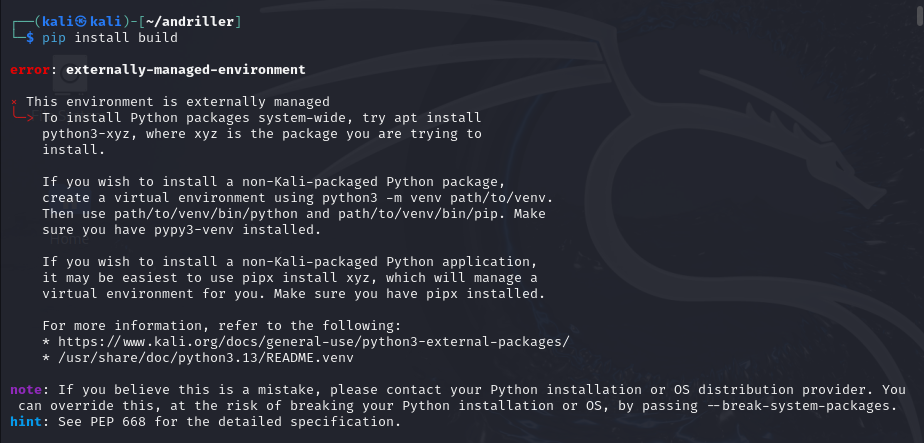 ┌──(kali㉿kali)-[~/andriller]
└─$ pip install build
error: externally-managed-environment
× This environment is externally managed
╰─> To install Python packages system-wide, try apt install
python3-xyz, where xyz is the package you are trying to
install.
If you wish to install a non-Kali-packaged Python package,
create a virtual environment using python3 -m venv path/to/venv.
Then use path/to/venv/bin/python and path/to/venv/bin/pip. Make
sure you have pypy3-venv installed.
If you wish to install a non-Kali-packaged Python application,
it may be easiest to use pipx install xyz, which will manage a
virtual environment for you. Make sure you have pipx installed.
For more information, refer to the following:
* https://www.kali.org/docs/general-use/python3-external-packages/
* /usr/share/doc/python3.13/README.venv
note: If you believe this is a mistake, please contact your Python installation or OS distribution provider. You
can override this, at the risk of breaking your Python installation or OS, by passing --break-system-packages.
hint: See PEP 668 for the detailed specification.
Home